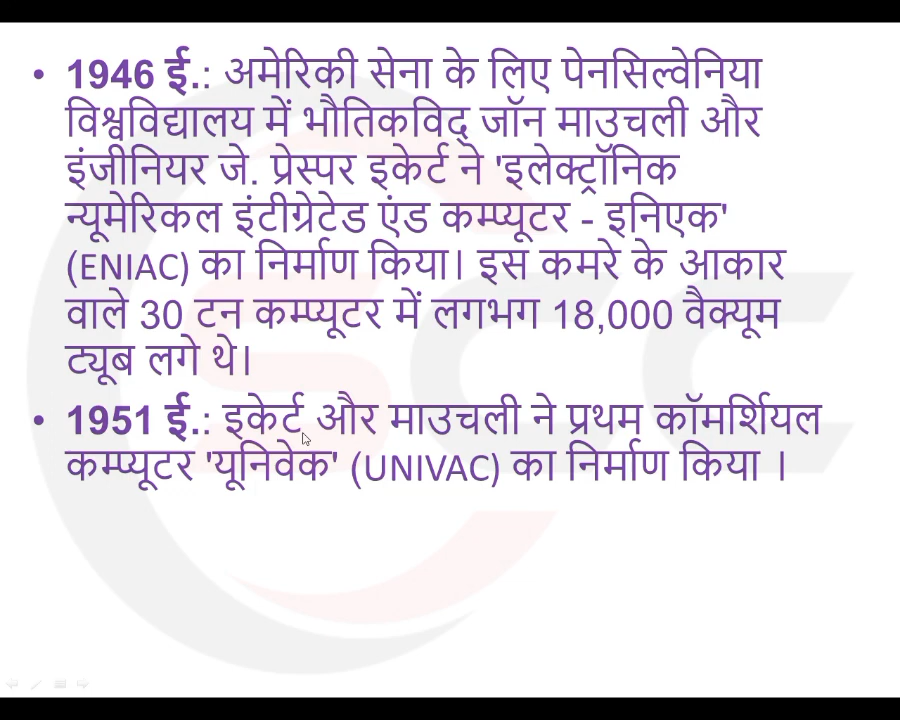 • 1946 ई.: अमेरिकी सेना के लिए पेनसिल्वेनिया
विश्वविद्यालय में भौतिकविद् जॉन माउचली और
इंजीनियर जे. प्रेस्पर इकेर्ट ने 'इलेक्ट्रॉनिक
न्यूमेरिकल इंटीग्रेटेड एंड कम्प्यूटर - इनिएक'
(ENIAC) का निर्माण किया। इस कमरे के आकार
वाले 30 टन कम्प्यूटर में लगभग 18,000 वैक्यूम
ट्यूब लगे थे।
• 1951 ई.: इकेर्ट और माउचली ने प्रथम कॉमर्शियल
कम्प्यूटर 'यूनिवेक' (UNIVAC) का निर्माण किया ।
SCC